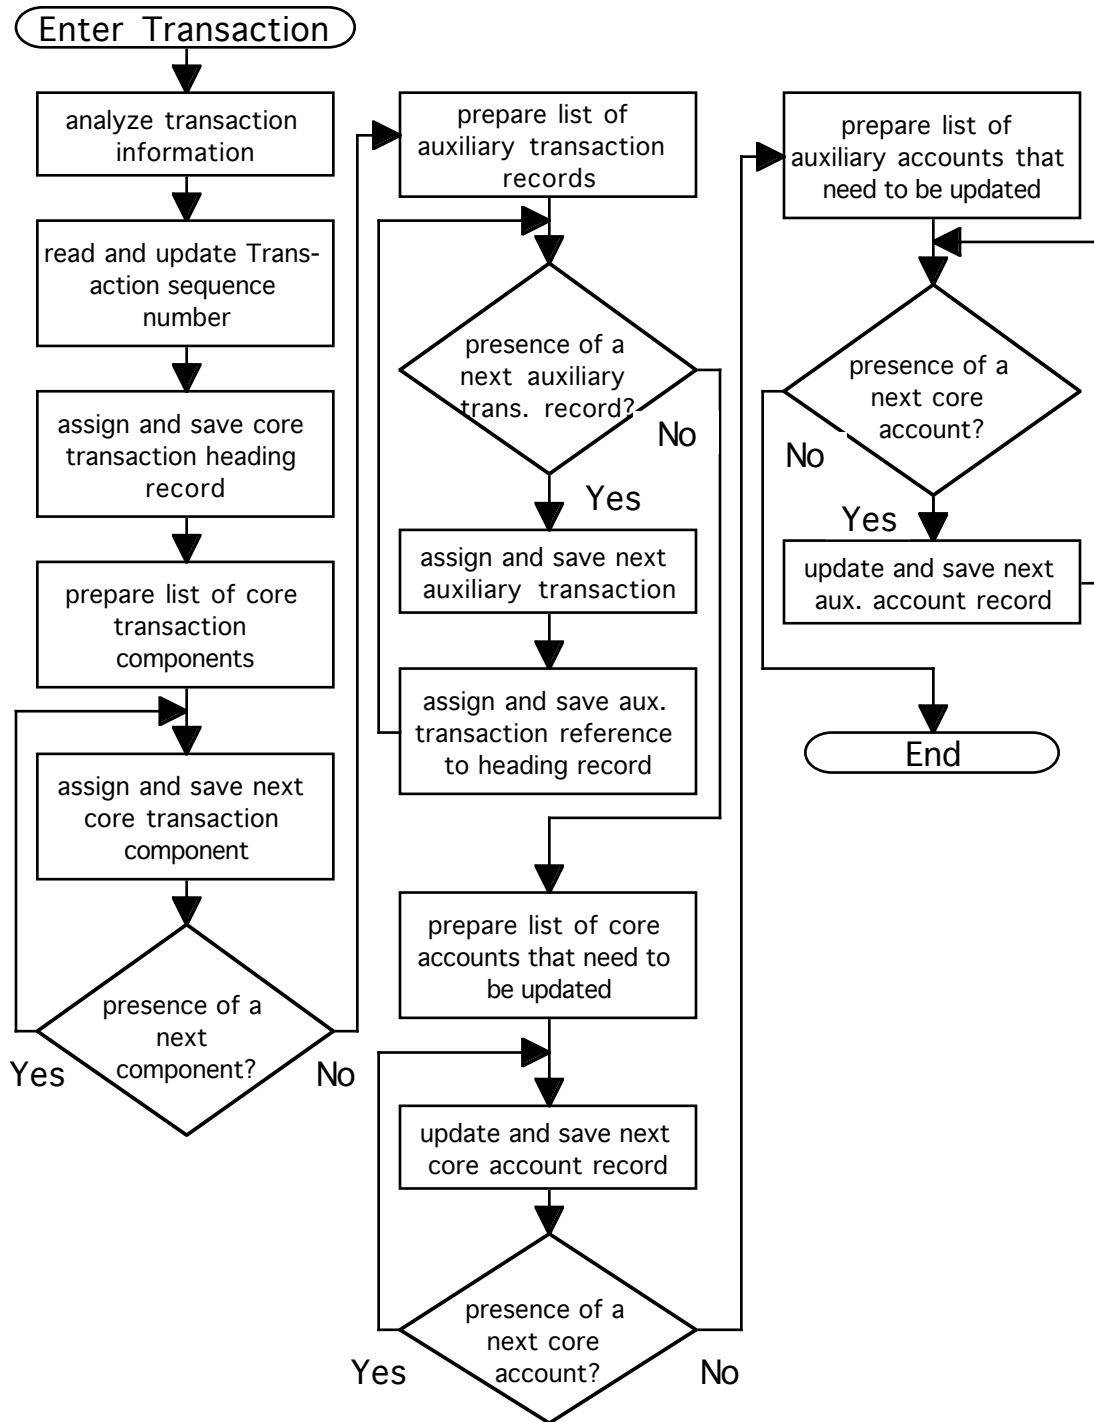 Enter Transaction
analyze transaction
information
read and update Trans-
action sequence
number
assign and save core
transaction heading
record
prepare list of core
transaction
components
assign and save next
core transaction
component
presence of a
next
component?
Yes
No
prepare list of
auxiliary transaction
records
presence of a
next auxiliary
trans. record?
No
Yes
assign and save next
auxiliary transaction
assign and save aux.
transaction reference
to heading record
prepare list of core
accounts that need to
be updated
update and save next
core account record
presence of a
next core
account?
Yes
No
prepare list of
auxiliary accounts that
need to be updated
presence of a
next core
account?
No
Yes
update and save next
aux. account record
End